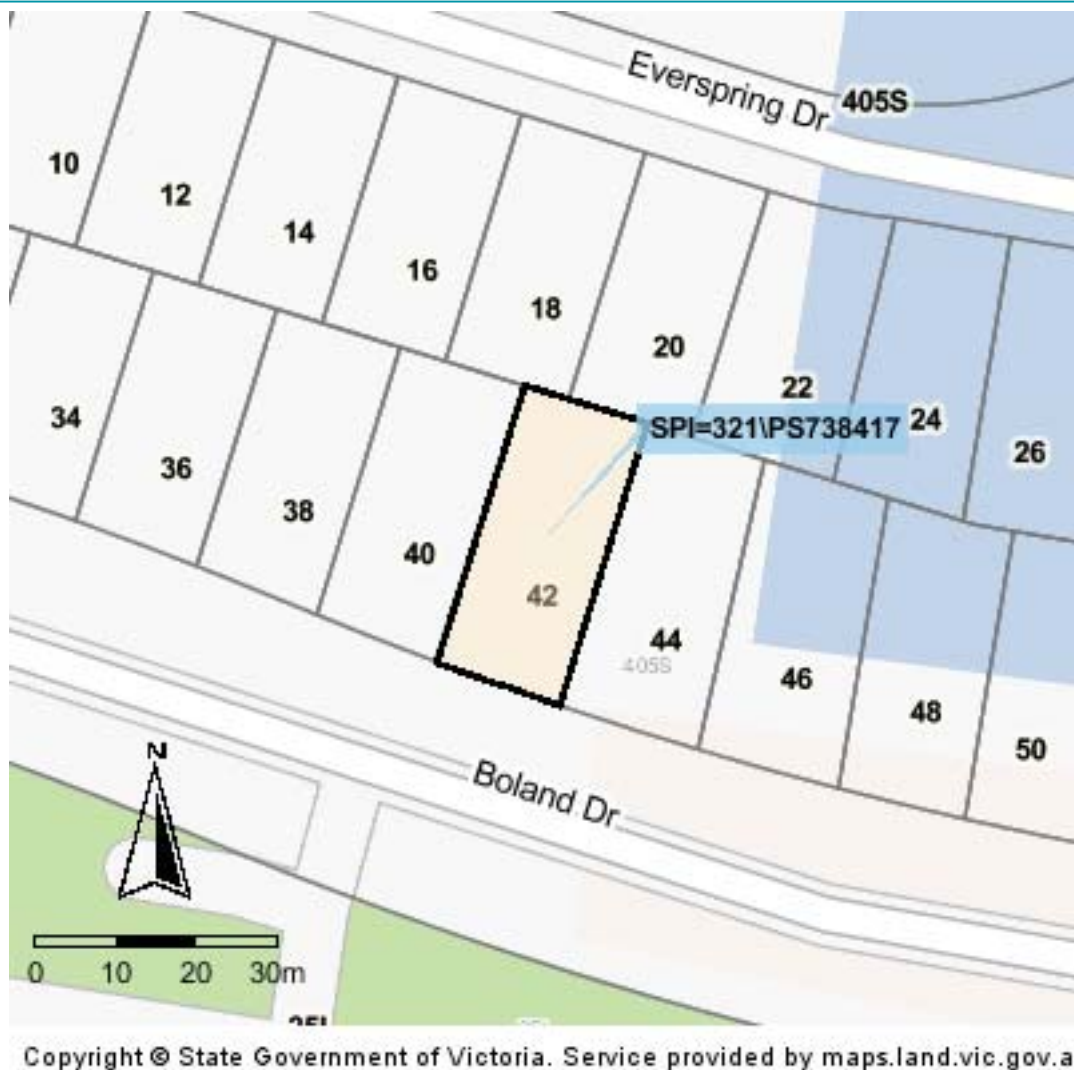 Everspring Dr
405S
10
12
14
16
18
20
22
24
26
SPI=321\PS738417
34
36
38
40
42
44
405S
46
48
50
Boland Dr
N
0 10 20 30m
Copyright © State Government of Victoria. Service provided by maps.land.vic.gov.a